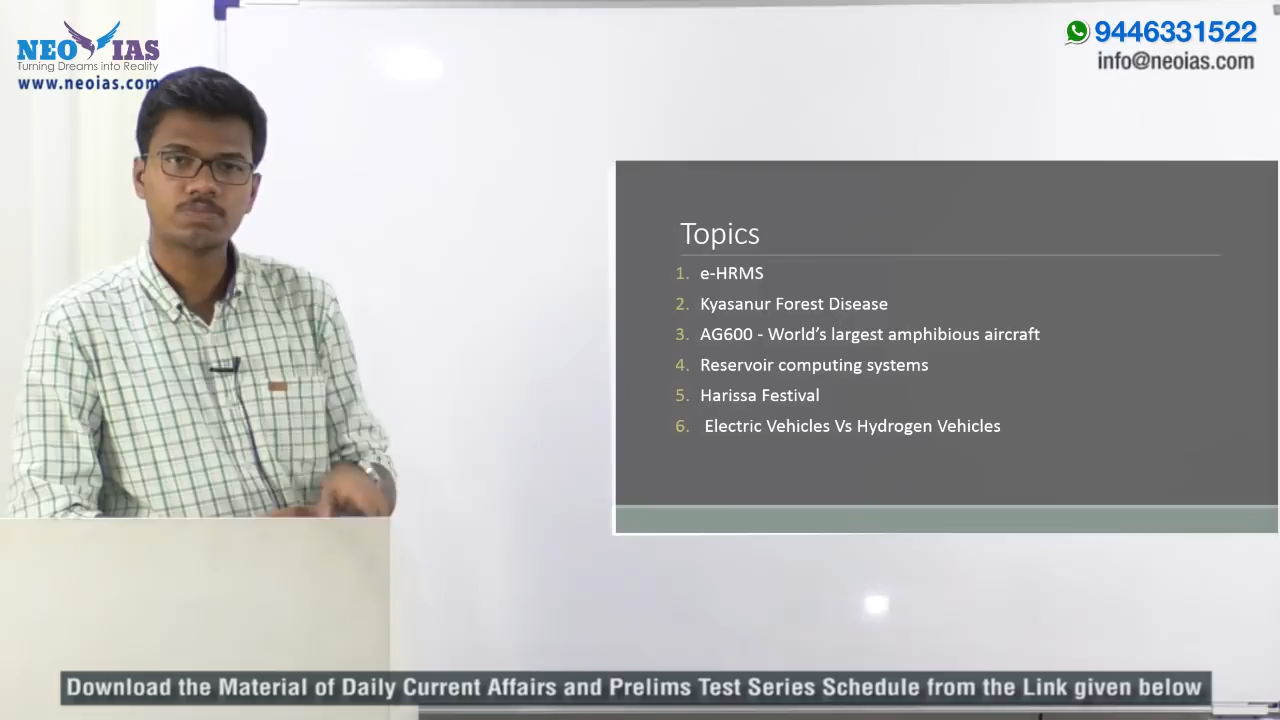 NEO IAS
Turning Dreams into Reality
www.neoias.com
9446331522
info@neoias.com
Topics
1. e-HRMS
2. Kyasanur Forest Disease
3. AG600 - World’s largest amphibious aircraft
4. Reservoir computing systems
5. Harissa Festival
6. Electric Vehicles Vs Hydrogen Vehicles
Download the Material of Daily Current Affairs and Prelims Test Series Schedule from the Link given below